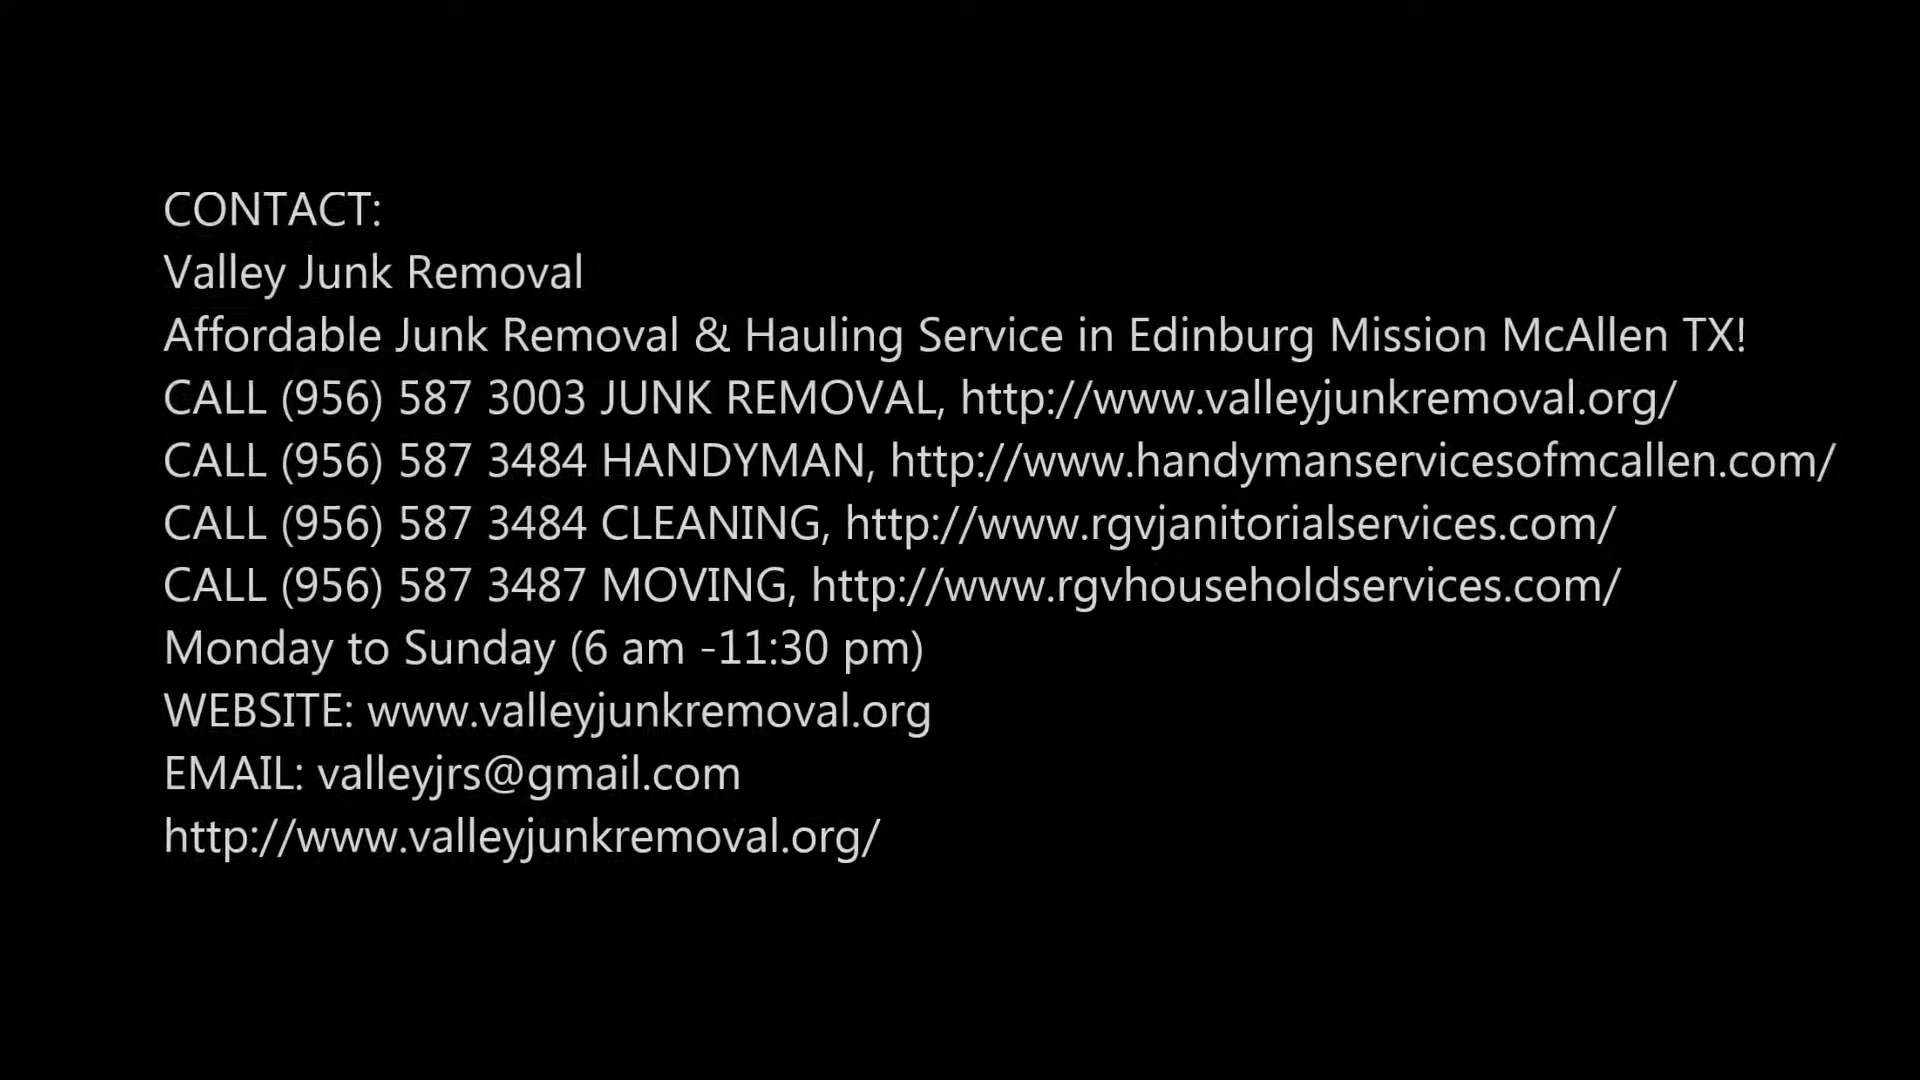 CONTACT:
Valley Junk Removal
Affordable Junk Removal & Hauling Service in Edinburg Mission McAllen TX!
CALL (956) 587 3003 JUNK REMOVAL, http://www.valleyjunkremoval.org/
CALL (956) 587 3484 HANDYMAN, http://www.handymanservicesofmcallen.com/
CALL (956) 587 3484 CLEANING, http://www.rgvjanitorialservices.com/
CALL (956) 587 3487 MOVING, http://www.rgvhouseholdservices.com/
Monday to Sunday (6 am -11:30 pm)
WEBSITE: www.valleyjunkremoval.org
EMAIL: valleyjrs@gmail.com
http://www.valleyjunkremoval.org/